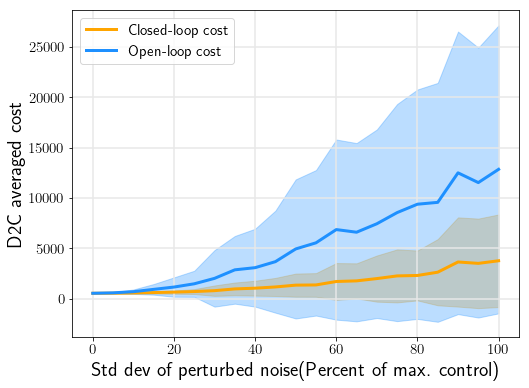 Closed-loop cost
Open-loop cost
D2C averaged cost
25000
20000
15000
10000
5000
0
0 20 40 60 80 100
Std dev of perturbed noise(Percent of max. control)